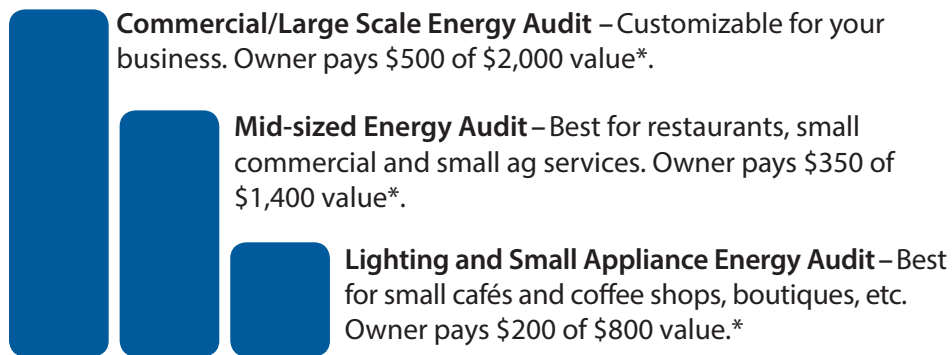 Commercial/Large Scale Energy Audit – Customizable for your
business. Owner pays $500 of $2,000 value*.
Mid-sized Energy Audit – Best for restaurants, small
commercial and small ag services. Owner pays $350 of
$1,400 value*.
Lighting and Small Appliance Energy Audit – Best
for small cafés and coffee shops, boutiques, etc.
Owner pays $200 of $800 value.*